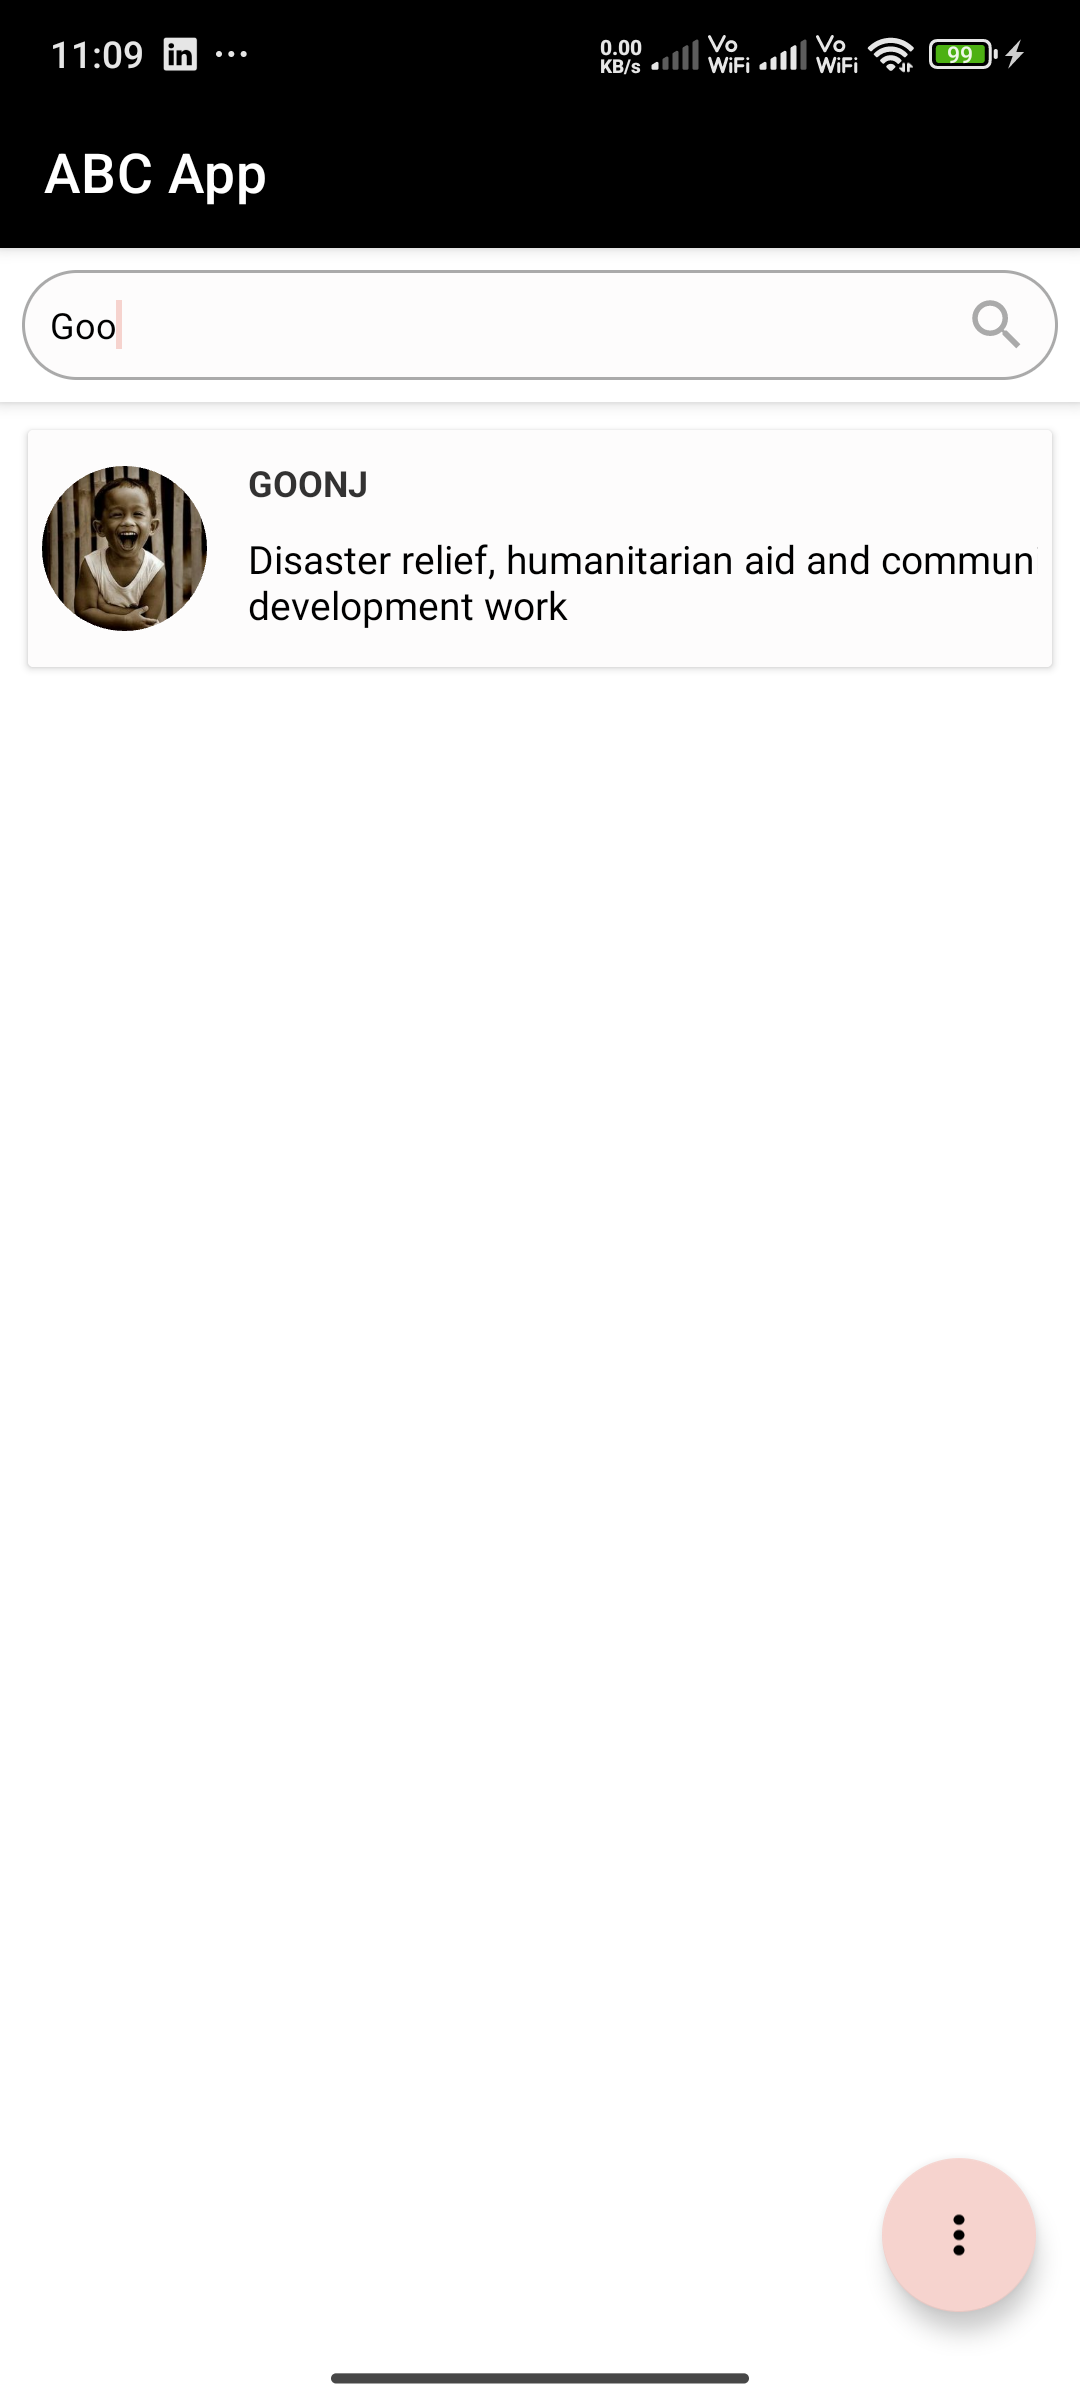 11:09 in ... 0.00 KB/s Vo WiFi Vo WiFi 99
ABC App
Goo
GOONJ
Disaster relief, humanitarian aid and commun
development work